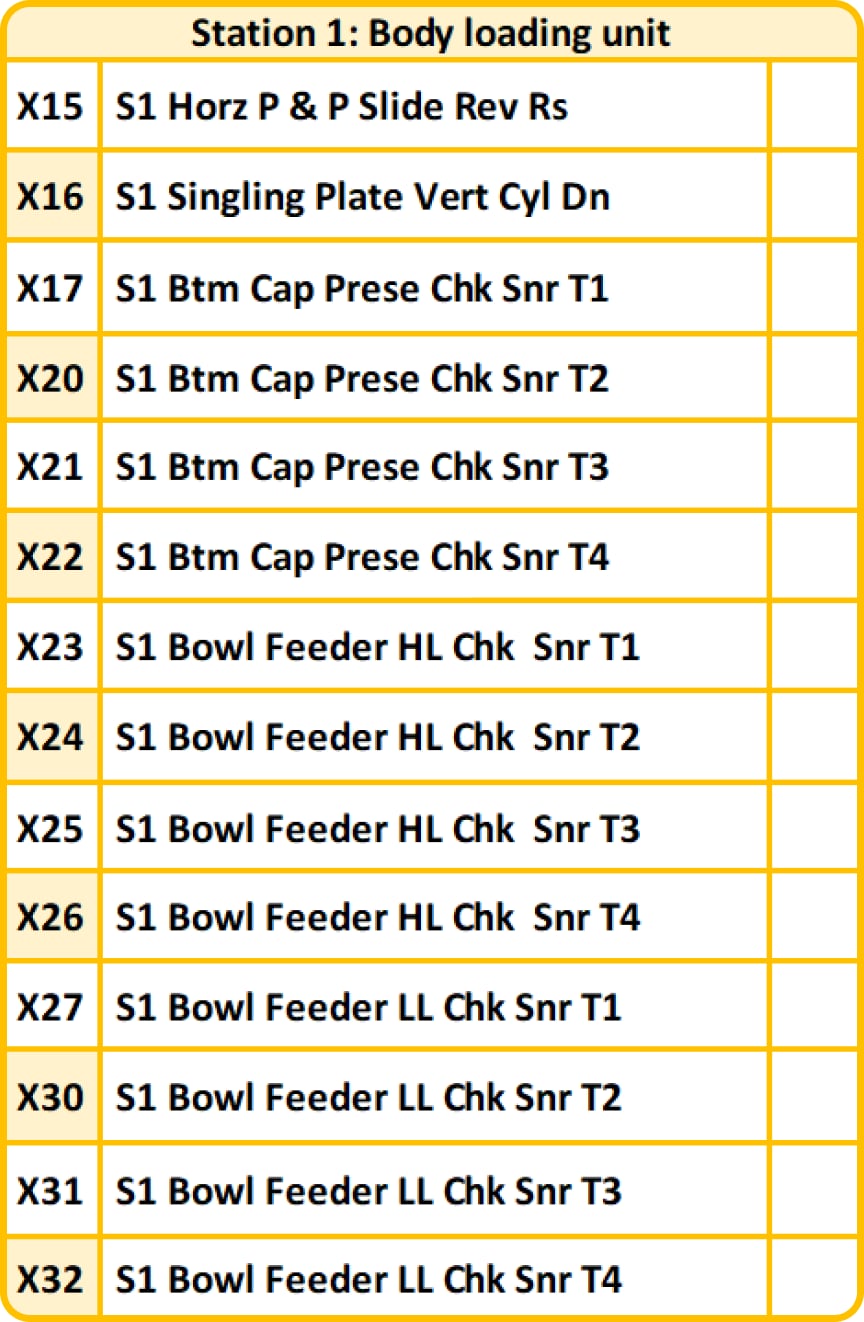 Station 1: Body loading unit
X15 S1 Horz P & P Slide Rev Rs
X16 S1 Singling Plate Vert Cyl Dn
X17 S1 Btm Cap Prese Chk Snr T1
X20 S1 Btm Cap Prese Chk Snr T2
X21 S1 Btm Cap Prese Chk Snr T3
X22 S1 Btm Cap Prese Chk Snr T4
X23 S1 Bowl Feeder HL Chk  Snr T1
X24 S1 Bowl Feeder HL Chk  Snr T2
X25 S1 Bowl Feeder HL Chk  Snr T3
X26 S1 Bowl Feeder HL Chk  Snr T4
X27 S1 Bowl Feeder LL Chk Snr T1
X30 S1 Bowl Feeder LL Chk Snr T2
X31 S1 Bowl Feeder LL Chk Snr T3
X32 S1 Bowl Feeder LL Chk Snr T4